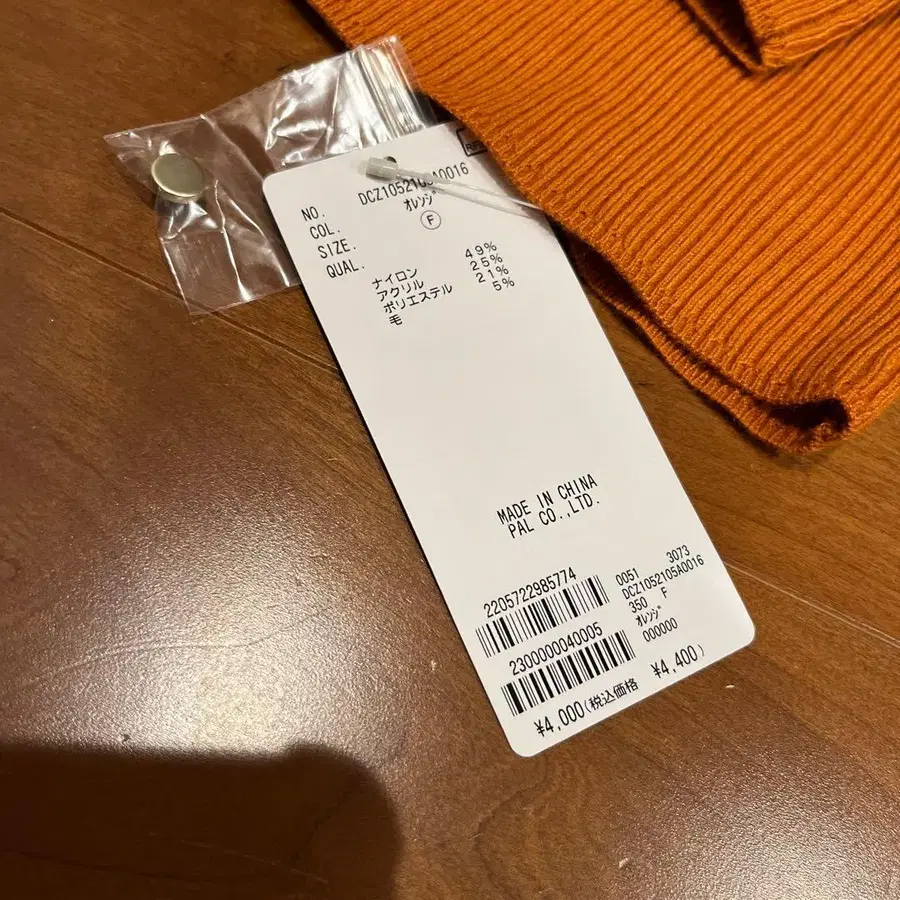 NO. DCZ1052105A0016
COL. ｵﾚﾝｼﾞ
SIZE. F
QUAL.
ナイロン 49%
アクリル 25%
ポリエステル 21%
毛 5%
MADE IN CHINA
PAL CO.,LTD.
2205722985774
2300000040005
0051 3073
DCZ1052105A0016
350 F
ｵﾚﾝｼﾞ
000000
¥4,000(税込価格 ¥4,400)